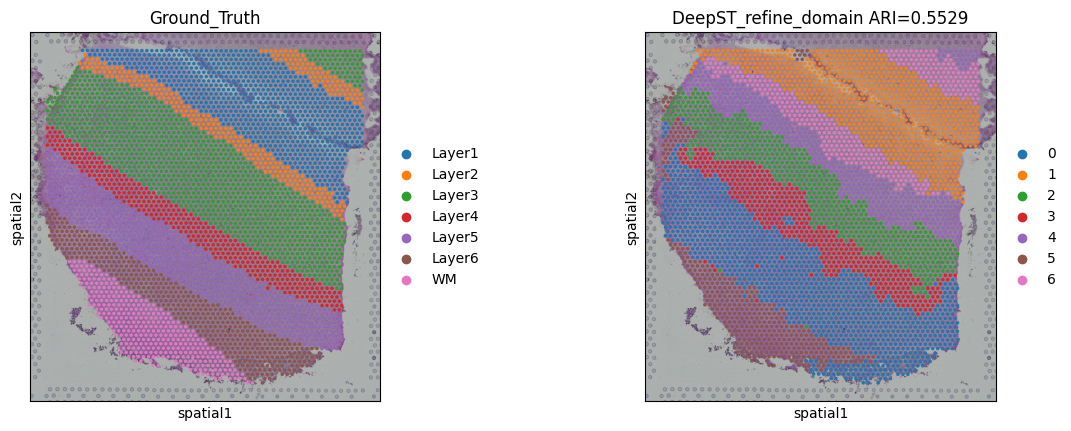 Ground_Truth
spatial2
spatial1
Layer1
Layer2
Layer3
Layer4
Layer5
Layer6
WM
DeepST_refine_domain ARI=0.5529
spatial2
spatial1
0
1
2
3
4
5
6